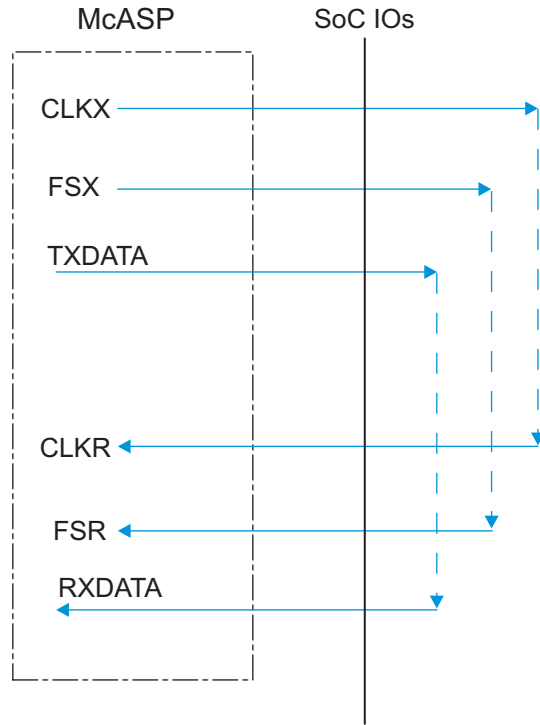 McASP
SoC IOs
CLKX
FSX
TXDATA
CLKR
FSR
RXDATA